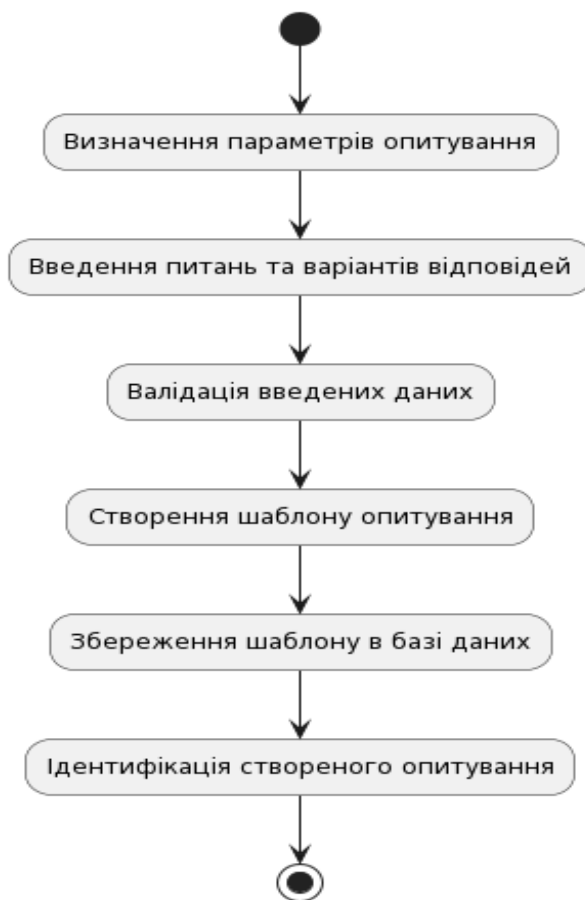 Визначення параметрів опитування
Введення питань та варіантів відповідей
Валідація введених даних
Створення шаблону опитування
Збереження шаблону в базі даних
Ідентифікація створеного опитування